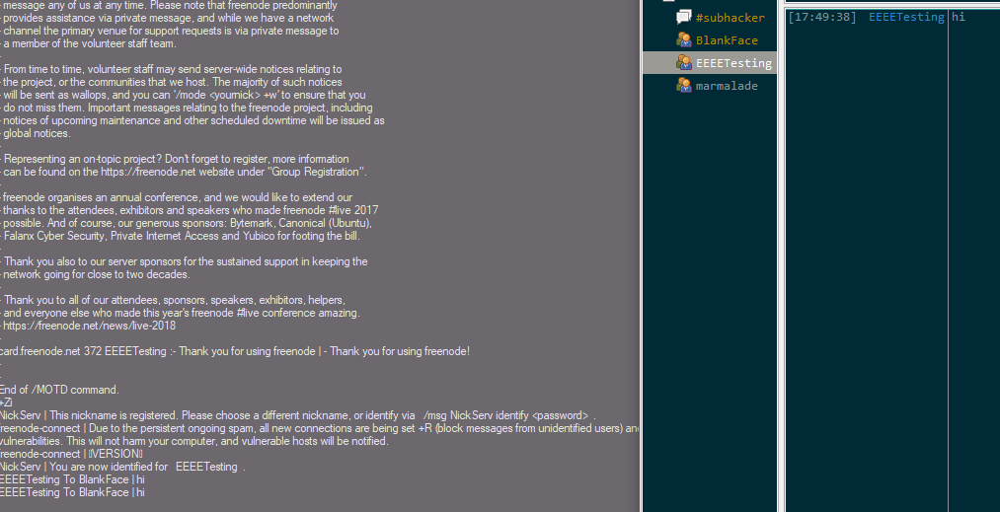 - message any of us at any time. Please note that freenode predominantly
- provides assistance via private message, and while we have a network
- channel the primary venue for support requests is via private message to
- a member of the volunteer staff team.
-
- From time to time, volunteer staff may send server-wide notices relating to
- the project, or the communities that we host. The majority of such notices
- will be sent as wallops, and you can '/mode <yournick> +w' to ensure that you
- do not miss them. Important messages relating to the freenode project, including
- notices of upcoming maintenance and other scheduled downtime will be issued as
- global notices.
-
- Representing an on-topic project? Don't forget to register, more information
- can be found on the https://freenode.net website under "Group Registration".
-
- freenode organises an annual conference, and we would like to extend our
- thanks to the attendees, exhibitors and speakers who made freenode #live 2017
- possible. And of course, our generous sponsors: Bytemark, Canonical (Ubuntu),
- Falanx Cyber Security, Private Internet Access and Yubico for footing the bill.
-
- Thank you also to our server sponsors for the sustained support in keeping the
- network going for close to two decades.
-
- Thank you to all of our attendees, sponsors, speakers, exhibitors, helpers,
- and everyone else who made this year's freenode #live conference amazing.
- https://freenode.net/news/live-2018
-
card.freenode.net 372 EEEETesting :- Thank you for using freenode | - Thank you for using freenode!
-
-
End of /MOTD command.
+Zi
NickServ | This nickname is registered. Please choose a different nickname, or identify via /msg NickServ identify <password> .
freenode-connect | Due to the persistent ongoing spam, all new connections are being set +R (block messages from unidentified users) and
vulnerabilities. This will not harm your computer, and vulnerable hosts will be notified.
freenode-connect | VERSION
NickServ | You are now identified for EEEETesting .
EEEETesting To BlankFace | hi
EEEETesting To BlankFace | hi
#subhacker
BlankFace
EEEETesting
marmalade
[17:49:38] EEEETesting hi